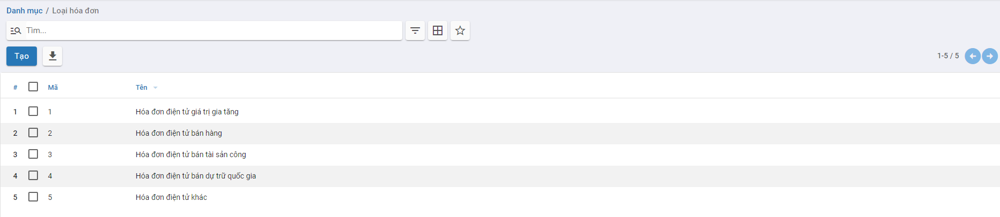 Danh mục / Loại hóa đơn
Tìm...
Tạo
1-5 / 5
# Mã Tên
1 1 Hóa đơn điện tử giá trị gia tăng
2 2 Hóa đơn điện tử bán hàng
3 3 Hóa đơn điện tử bán tài sản công
4 4 Hóa đơn điện tử bán dự trữ quốc gia
5 5 Hóa đơn điện tử khác